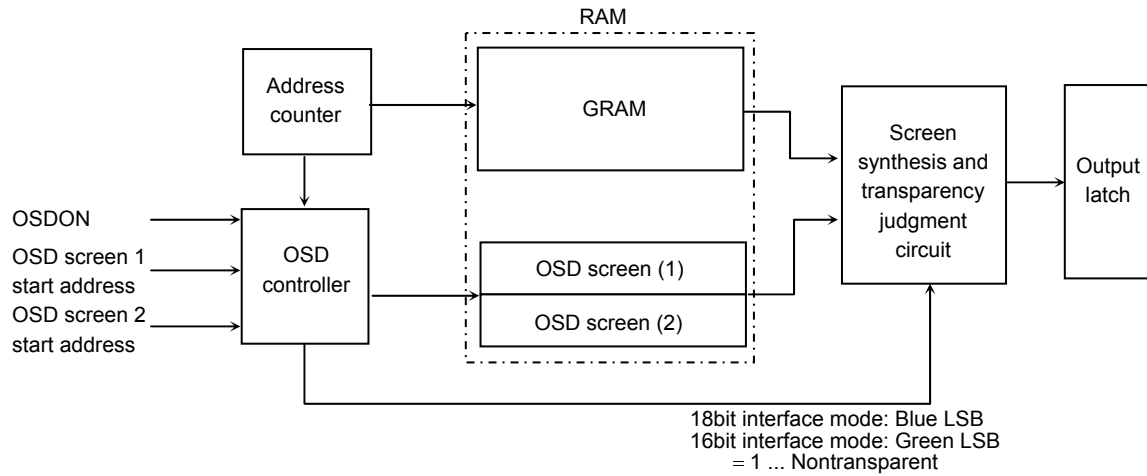 RAM
Address
counter
GRAM
Screen
synthesis and
transparency
judgment
circuit
Output
latch
OSDON
OSD screen 1
start address
OSD screen 2
start address
OSD
controller
OSD screen (1)
OSD screen (2)
18bit interface mode: Blue LSB
16bit interface mode: Green LSB
= 1 ... Nontransparent